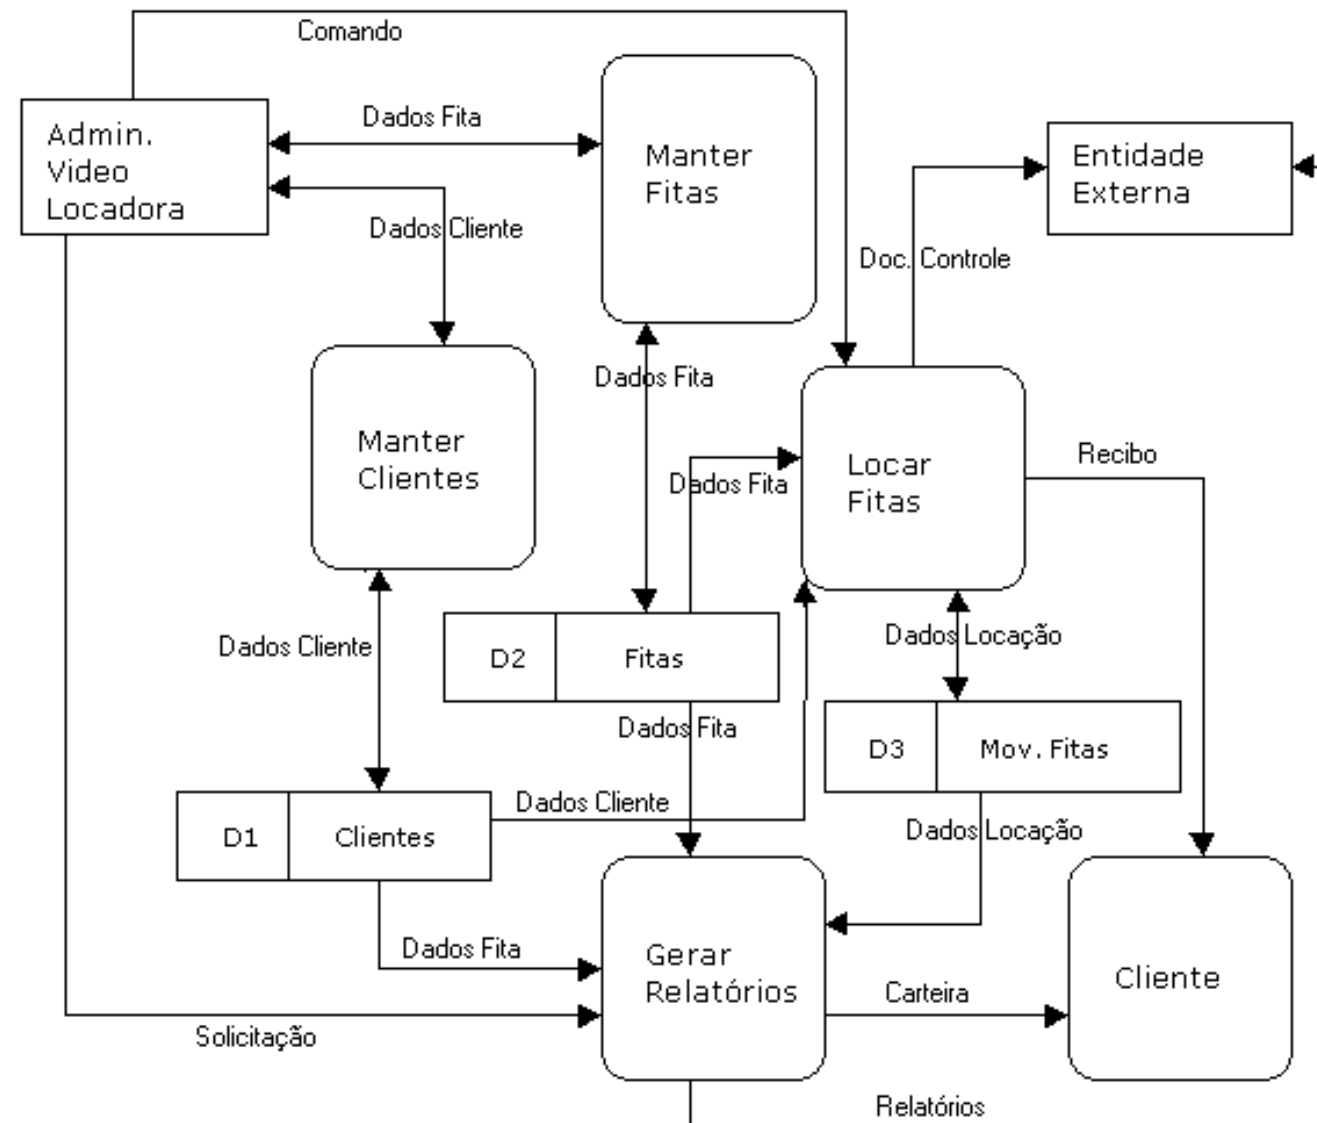 Comando
Dados Fita
Admin.
Video
Locadora
Manter
Fitas
Entidade
Externa
Dados Cliente
Doc. Controle
Dados Fita
Manter
Clientes
Locar
Fitas
Recibo
Dados Fita
Dados Cliente
D2
Fitas
Dados Locação
Dados Fita
D3
Mov. Fitas
Dados Cliente
D1
Clientes
Dados Locação
Dados Fita
Gerar
Relatórios
Carteira
Cliente
Solicitação
Relatórios